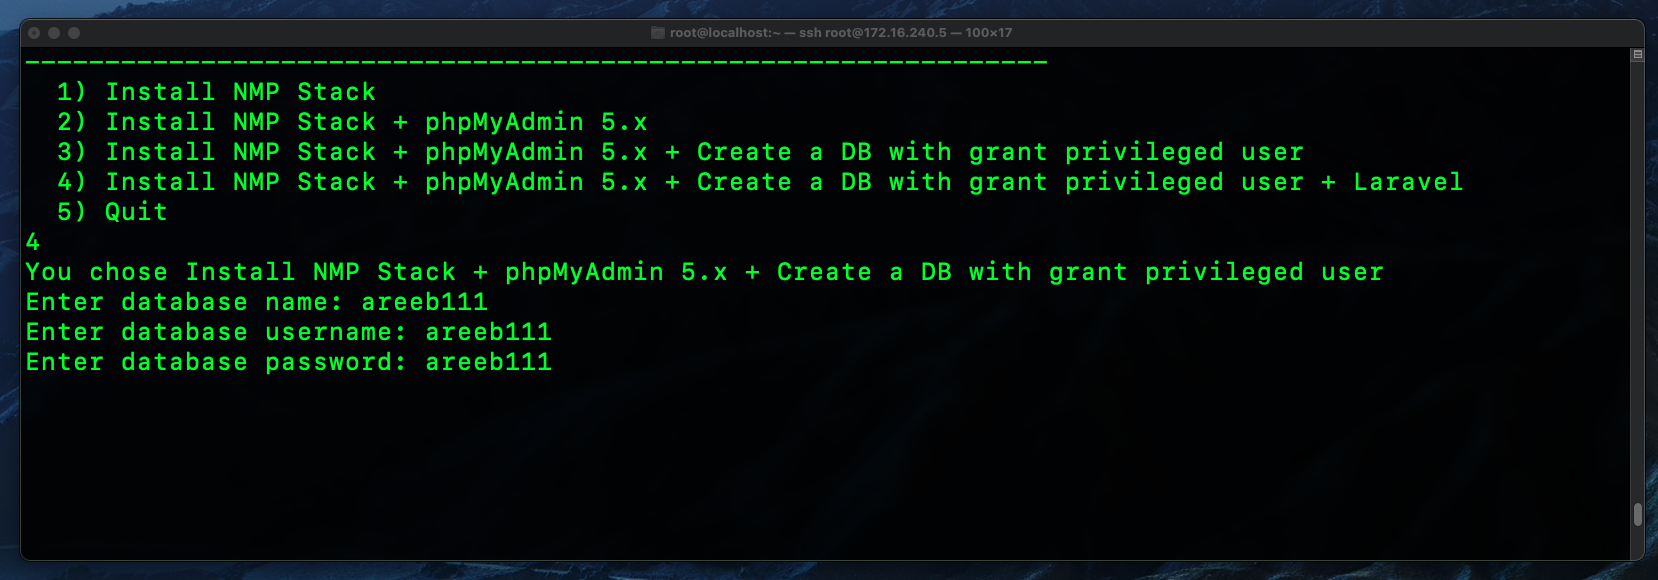 root@localhost:~ — ssh root@172.16.240.5 — 100×17
----------------------------------------------------------------
1) Install NMP Stack
2) Install NMP Stack + phpMyAdmin 5.x
3) Install NMP Stack + phpMyAdmin 5.x + Create a DB with grant privileged user
4) Install NMP Stack + phpMyAdmin 5.x + Create a DB with grant privileged user + Laravel
5) Quit
4
You chose Install NMP Stack + phpMyAdmin 5.x + Create a DB with grant privileged user
Enter database name: areeb111
Enter database username: areeb111
Enter database password: areeb111